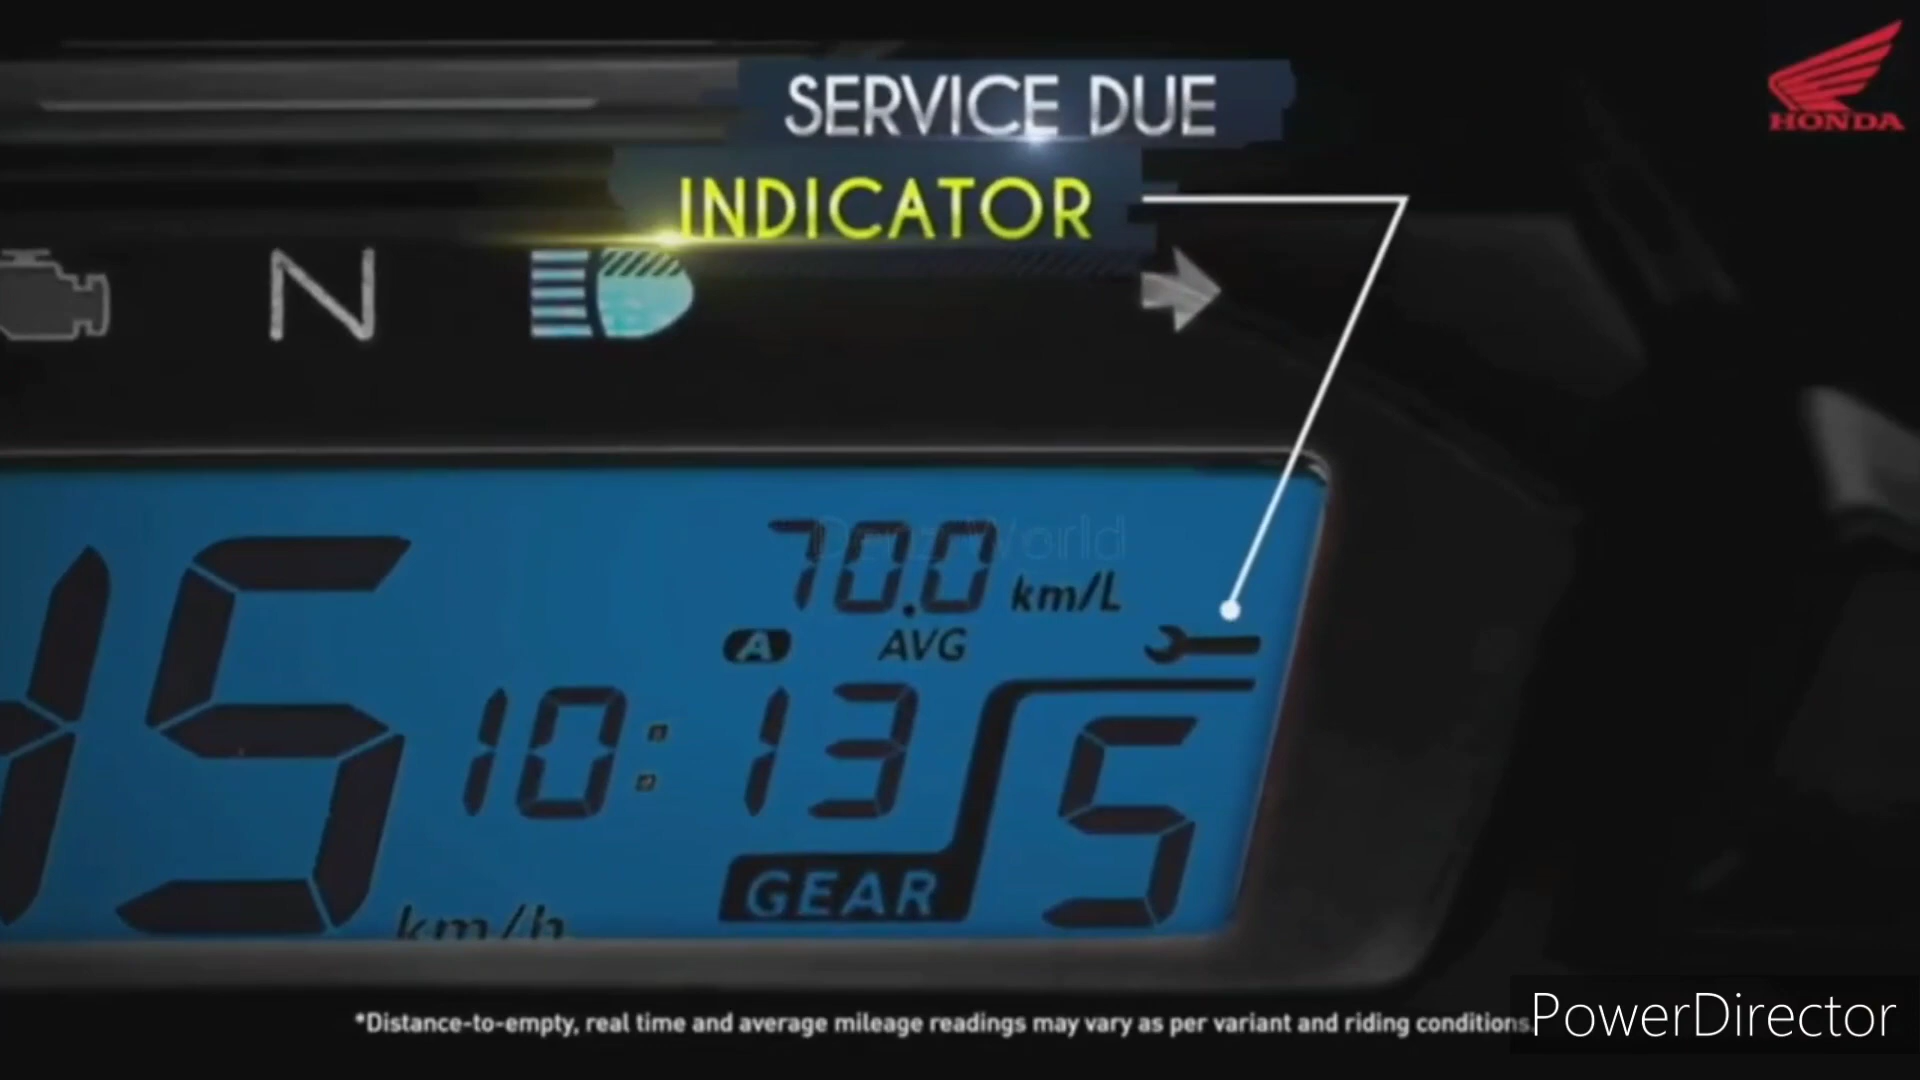 SERVICE DUE
HONDA
INDICATOR
N
70.0 km/L
A AVG
45 10:13
GEAR 5
km/h
*Distance-to-empty, real time and average mileage readings may vary as per variant and riding conditions.
PowerDirector